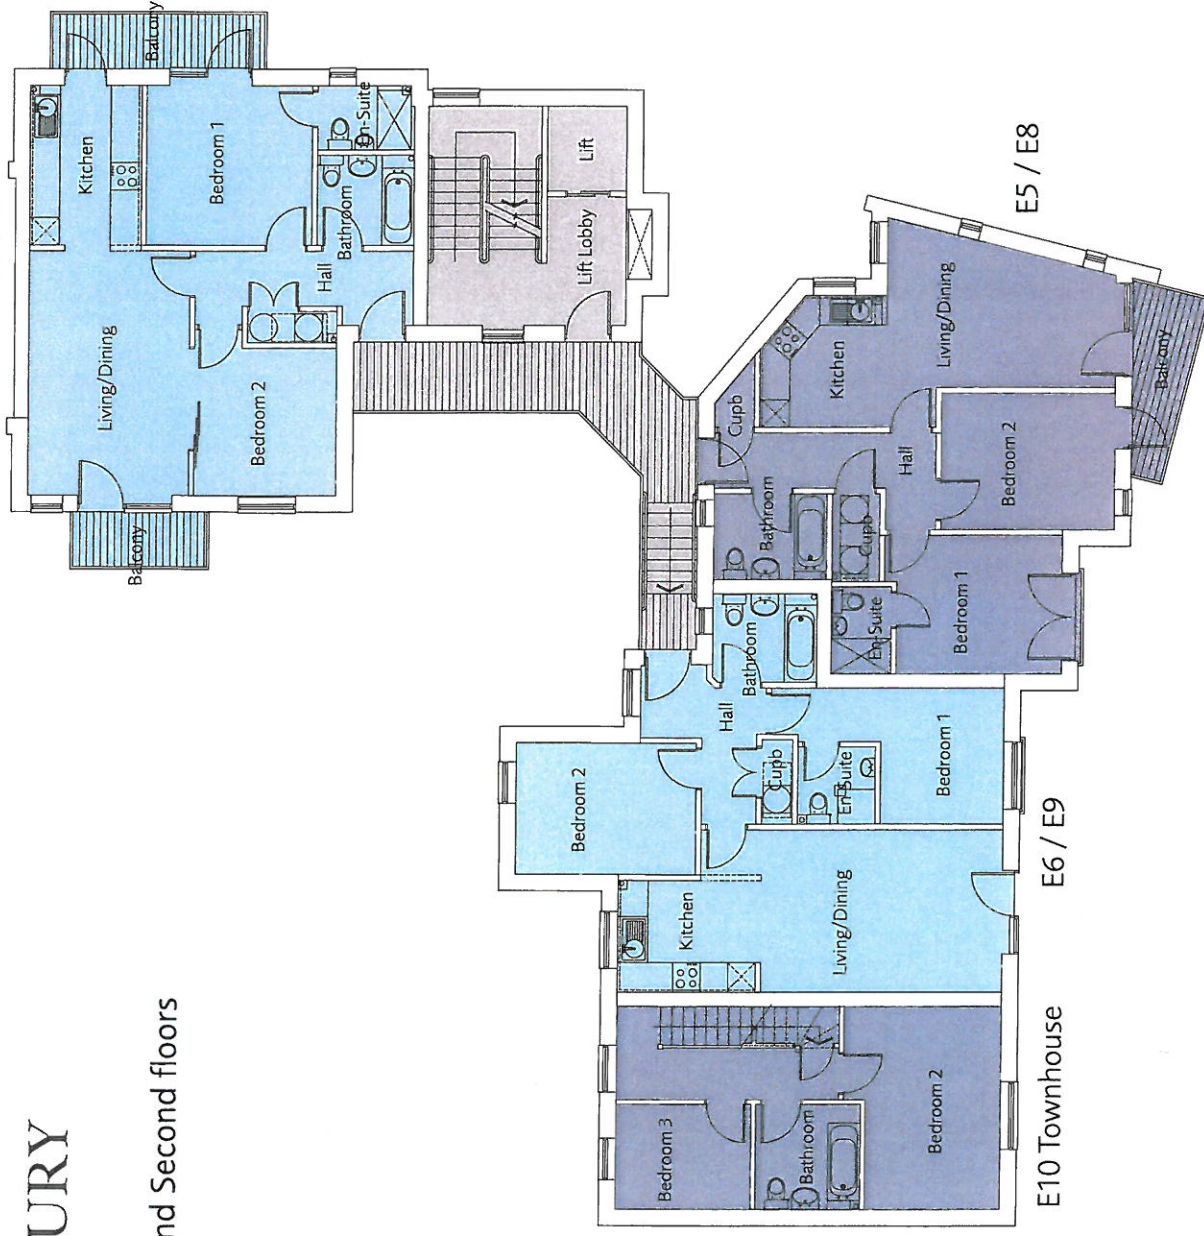 URY
nd Second floors
Balcony
Kitchen
Bedroom 1
En-Suite
Bathroom
Hall
Living/Dining
Bedroom 2
Balcony
Lift
Lift Lobby
E5 / E8
Living/Dining
Kitchen
Balcony
Cupb
Hall
Bedroom 2
Bathroom
Cupb
Bedroom 1
En-Suite
Bathroom
Hall
Bedroom 1
Cupb
En-Suite
Bedroom 2
E6 / E9
Kitchen
Living/Dining
E10 Townhouse
Bedroom 2
Bedroom 3
Bathroom